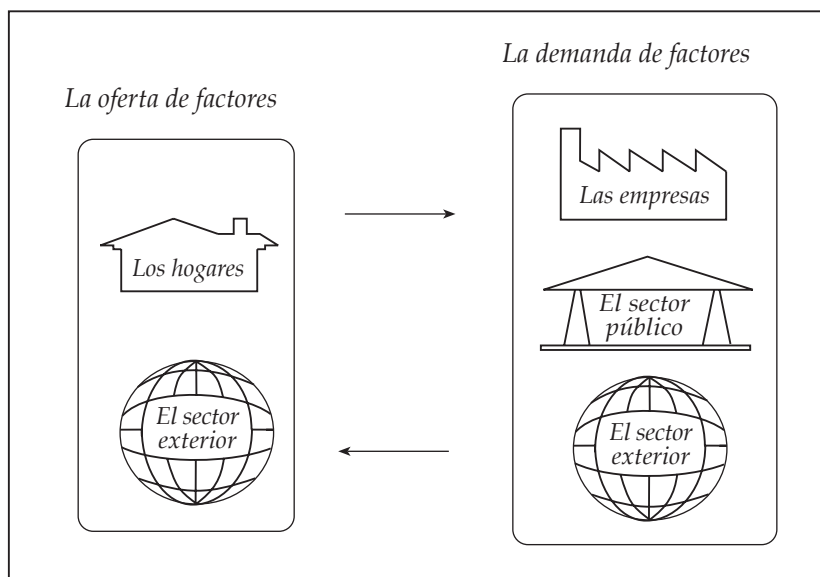 La oferta de factores
Los hogares
El sector
exterior
La demanda de factores
Las empresas
El sector
público
El sector
exterior